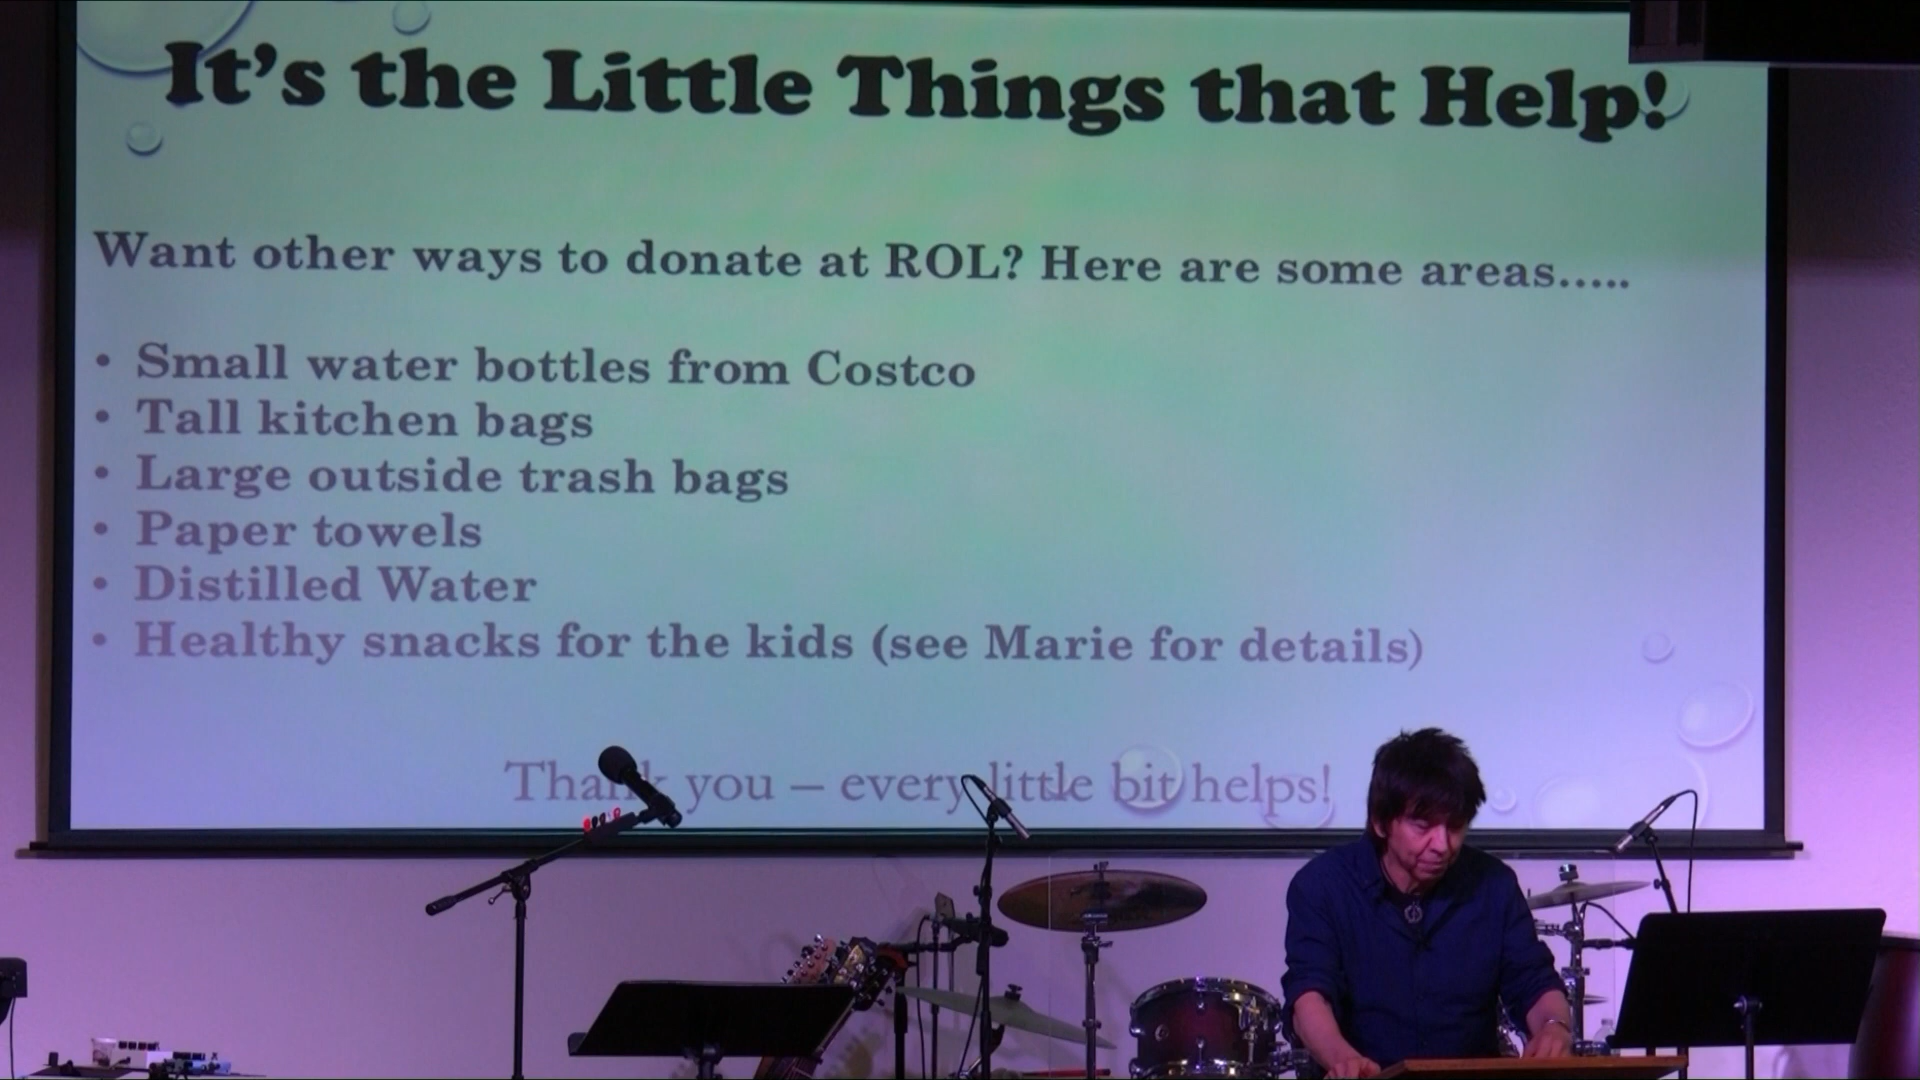 It's the Little Things that Help!
Want other ways to donate at ROL? Here are some areas.....
• Small water bottles from Costco
• Tall kitchen bags
• Large outside trash bags
• Paper towels
• Distilled Water
• Healthy snacks for the kids (see Marie for details)
Thank you – every little bit helps!